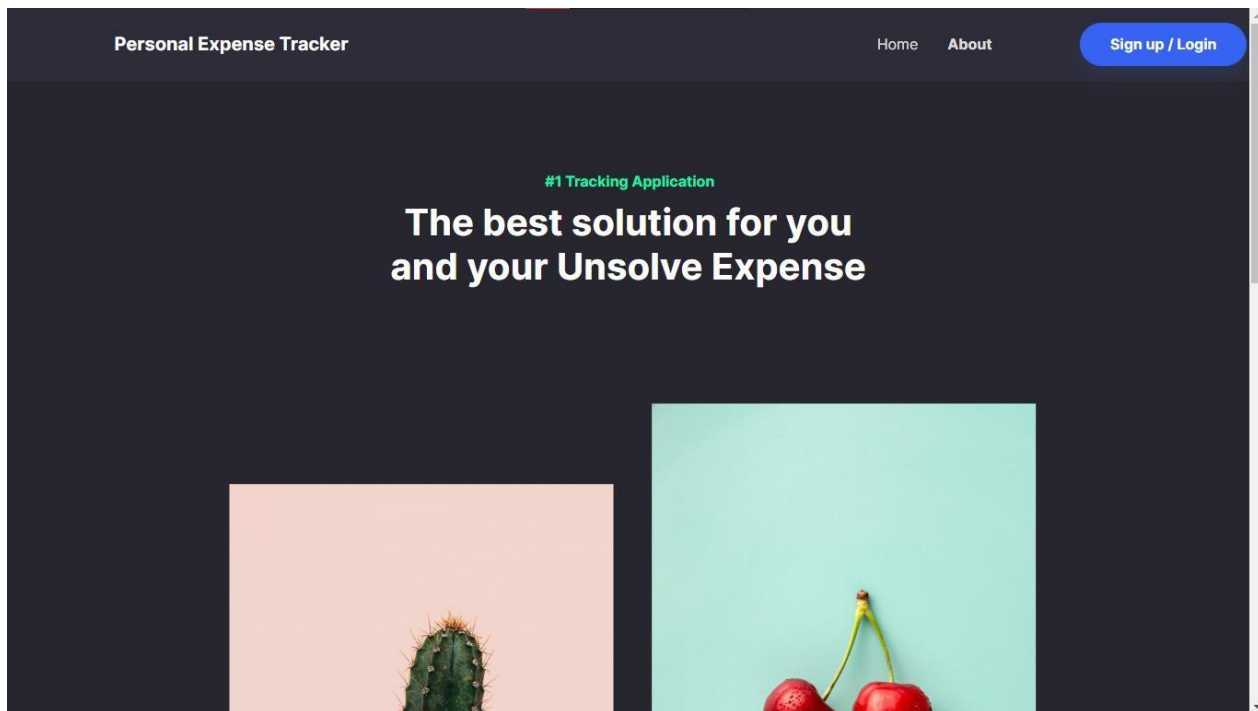 Personal Expense Tracker
Home
About
Sign up / Login
#1 Tracking Application
The best solution for you
and your Unsolve Expense